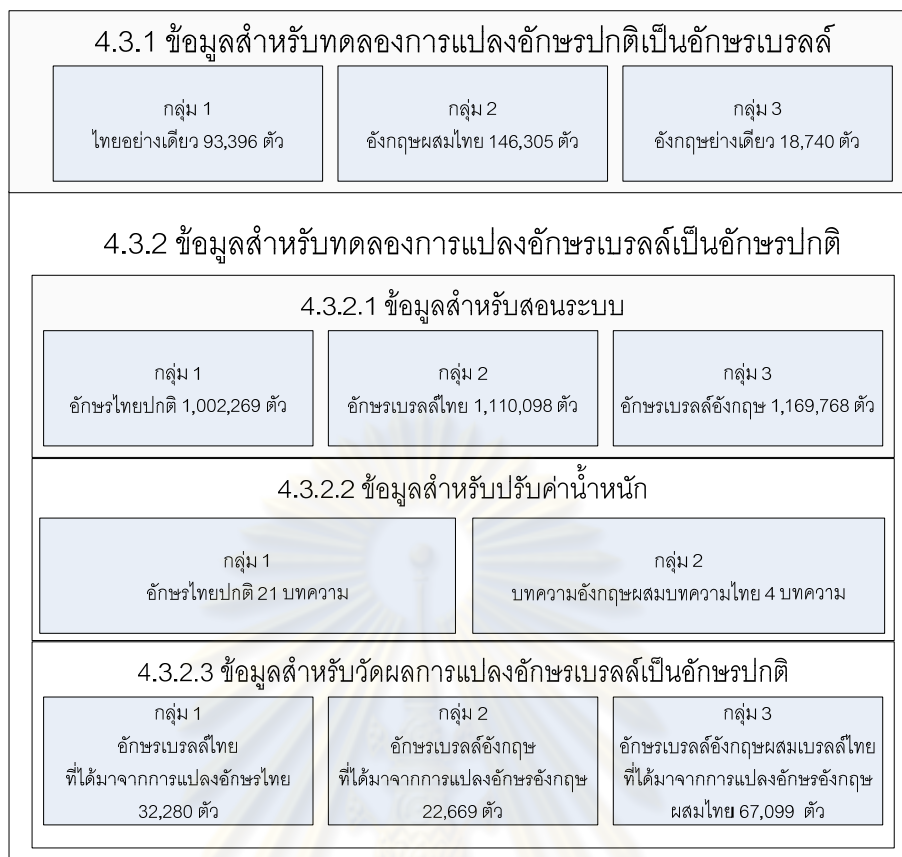 4.3.1 ข้อมูลสำหรับทดลองการแปลงอักษรปกติเป็นอักษรเบรลล์
กลุ่ม 1
ไทยอย่างเดียว 93,396 ตัว
กลุ่ม 2
อังกฤษผสมไทย 146,305 ตัว
กลุ่ม 3
อังกฤษย่างเดียว 18,740 ตัว
4.3.2 ข้อมูลสำหรับทดลองการแปลงอักษรเบรลล์เป็นอักษรปกติ
4.3.2.1 ข้อมูลสำหรับสอนระบบ
กลุ่ม 1
อักษรไทยปกติ 1,002,269 ตัว
กลุ่ม 2
อักษรเบรลล์ไทย 1,110,098 ตัว
กลุ่ม 3
อักษรเบรลล์อังกฤษ 1,169,768 ตัว
4.3.2.2 ข้อมูลสำหรับปรับค่าน้ำหนัก
กลุ่ม 1
อักษรไทยปกติ 21 บทความ
กลุ่ม 2
บทความอังกฤษผสมบทความไทย 4 บทความ
4.3.2.3 ข้อมูลสำหรับวัดผลการแปลงอักษรเบรลล์เป็นอักษรปกติ
กลุ่ม 1
อักษรเบรลล์ไทย
ที่ได้มาจากการแปลงอักษรไทย
32,280 ตัว
กลุ่ม 2
อักษรเบรลล์อังกฤษ
ที่ได้มาจากการแปลงอักษรอังกฤษ
22,669 ตัว
กลุ่ม 3
อักษรเบรลล์อังกฤษผสมเบรลล์ไทย
ที่ได้มาจากการแปลงอักษรอังกฤษ
ผสมไทย 67,099 ตัว